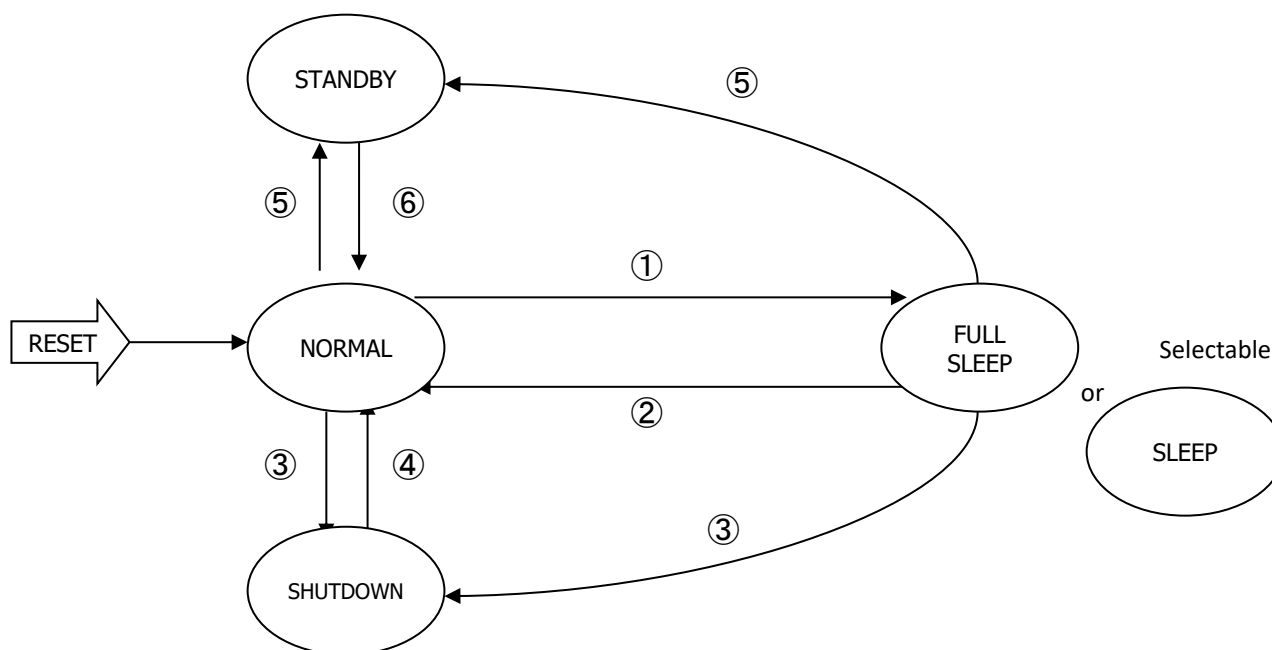 STANDBY
⑤
⑤
⑥
①
RESET
NORMAL
FULL
SLEEP
Selectable
or
②
SLEEP
③
④
③
SHUTDOWN